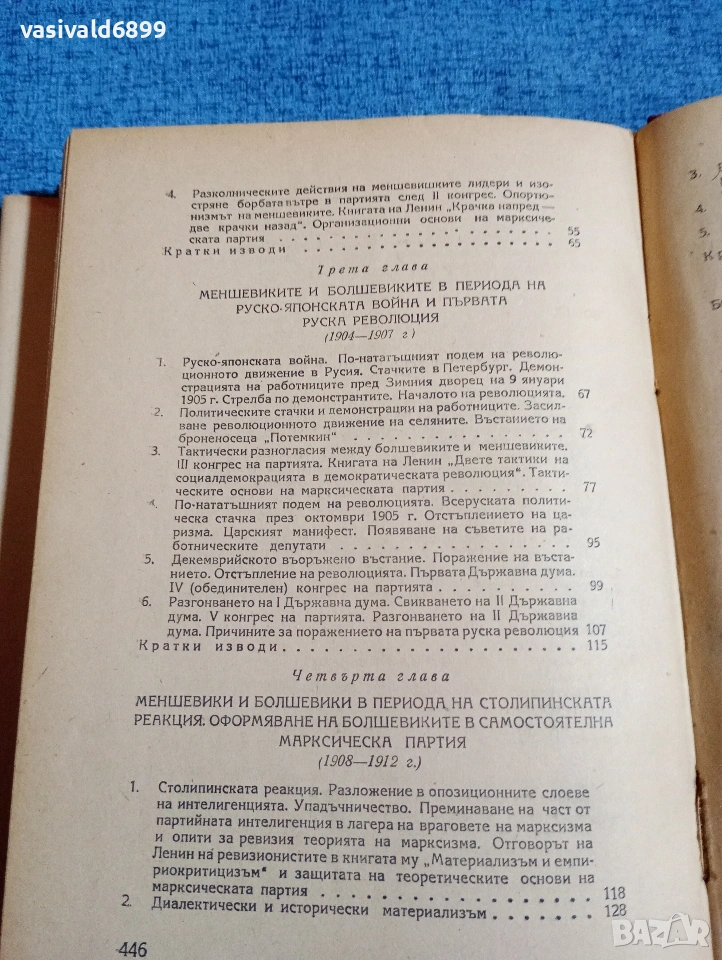 vasivald6899
4. Разколническите действия на меншевишките лидери и изо-
стряне борбата вътре в партията след II конгрес. Опортю-
низмът на меншевиките. Книгата на Ленин „Крачка напред —
две крачки назад“. Организационни основи на марксиче-
ската партия . . . . . . . . . . . . . . . . . 55
Кратки изводи . . . . . . . . . . . . . . . . . 65
Трета глава
МЕНШЕВИКИТЕ И БОЛШЕВИКИТЕ В ПЕРИОДА НА
РУСКО-ЯПОНСКАТА ВОЙНА И ПЪРВАТА
РУСКА РЕВОЛЮЦИЯ
(1904—1907 г)
1. Руско-японската война. По-нататъшният подем на револю-
ционното движение в Русия. Стачките в Петербург. Демон-
страцията на работниците пред Зимния дворец на 9 януари
1905 г. Стрелба по демонстрантите. Началото на революцията. 67
2. Политическите стачки и демонстрации на работниците. Засил-
ване революционното движение на селяните. Въстанието на
броненосеца „Потемкин“ . . . . . . . . . . . . . 72
3. Тактически разногласия между болшевиките и меншевиките.
III конгрес на партията. Книгата на Ленин „Двете тактики на
социалдемокрацията в демократическата революция“. Такти-
ческите основи на марксическата партия . . . . . . . . . 77
4. По-нататъшният подем на революцията. Всеруската полити-
ческа стачка през октомври 1905 г. Отстъплението на ца-
ризма. Царският манифест. Появяване на съветите на ра-
ботническите депутати . . . . . . . . . . . . . 95
5. Декемврийското въоръжено въстание. Поражение на въста-
нието. Отстъпление на революцията. Първата Държавна дума.
IV (обединителен) конгрес на партията . . . . . . . . . 99
6. Разгонването на I Държавна дума. Свикването на II Държавна
дума. V конгрес на партията. Разгонването на II Държавна
дума. Причините за поражението на първата руска революция 107
Кратки изводи . . . . . . . . . . . . . . . . . 115
Четвърта глава
МЕНШЕВИКИ И БОЛШЕВИКИ В ПЕРИОДА НА СТОЛИПИНСКАТА
РЕАКЦИЯ. ОФОРМЯВАНЕ НА БОЛШЕВИКИТЕ В САМОСТОЯТЕЛНА
МАРКСИЧЕСКА ПАРТИЯ
(1908—1912 г.)
1. Столипинската реакция. Разложение в опозиционните слоеве
на интелигенцията. Упадъчничество. Преминаване на част от
партийната интелигенция в лагера на враговете на марксизма
и опити за ревизия теорията на марксизма. Отговорът на
Ленин на ревизионистите в книгата му „Материализъм и емпи-
риокритицизъм“ и защитата на теоретическите основи на
марксическата партия . . . . . . . . . . . . . . 118
2. Диалектически и исторически материализъм . . . . . . . 128
446
3.
4.
5.
BAZAR